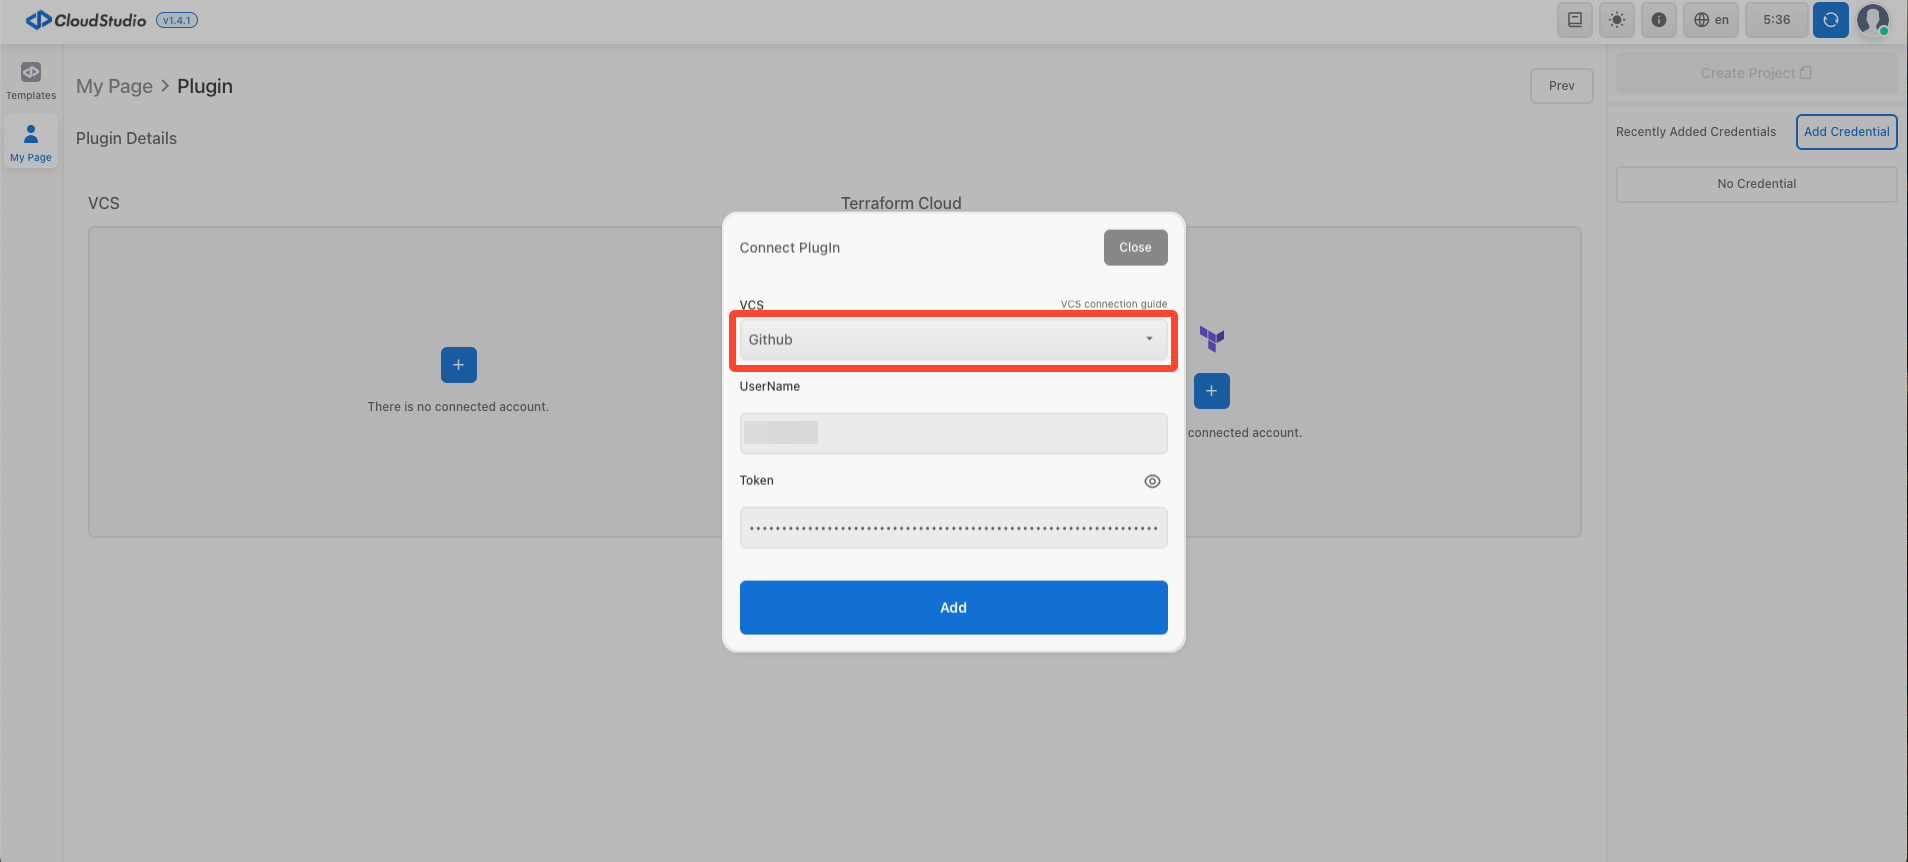 CloudStudio v1.4.1
en
5:36
Templates
My Page
My Page > Plugin
Prev
Plugin Details
VCS
There is no connected account.
Terraform Cloud
connected account.
Connect PlugIn
Close
VCS
VCS connection guide
Github
UserName
Token
Add
Create Project
Recently Added Credentials
Add Credential
No Credential